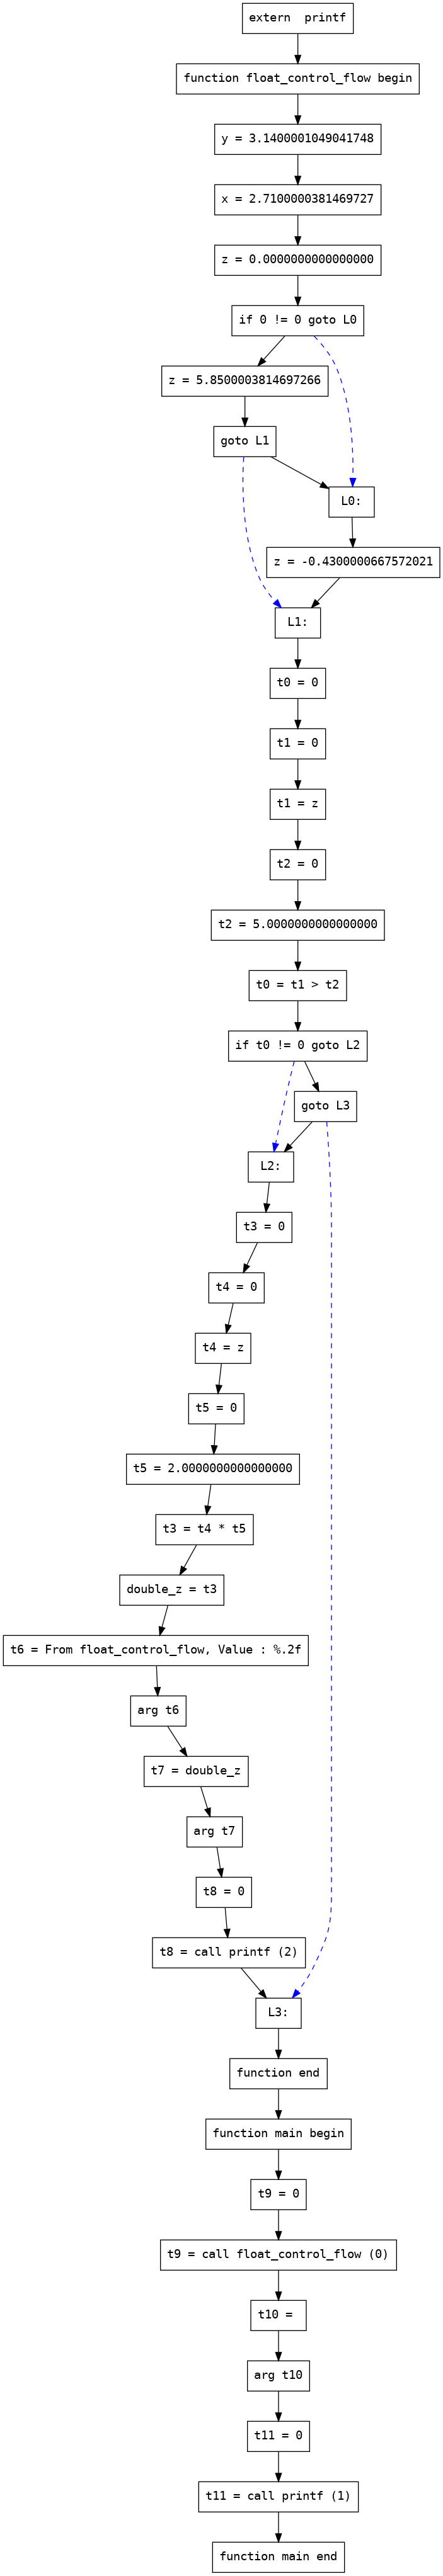 extern  printf
function float_control_flow begin
y = 3.1400001049041748
x = 2.7100000381469727
z = 0.0000000000000000
if 0 != 0 goto L0
z = 5.8500003814697266
goto L1
L0:
z = -0.4300000667572021
L1:
t0 = 0
t1 = 0
t1 = z
t2 = 0
t2 = 5.0000000000000000
t0 = t1 > t2
if t0 != 0 goto L2
goto L3
L2:
t3 = 0
t4 = 0
t4 = z
t5 = 0
t5 = 2.0000000000000000
t3 = t4 * t5
double_z = t3
t6 = From float_control_flow, Value : %.2f
arg t6
t7 = double_z
arg t7
t8 = 0
t8 = call printf (2)
L3:
function end
function main begin
t9 = 0
t9 = call float_control_flow (0)
t10 =
arg t10
t11 = 0
t11 = call printf (1)
function main end